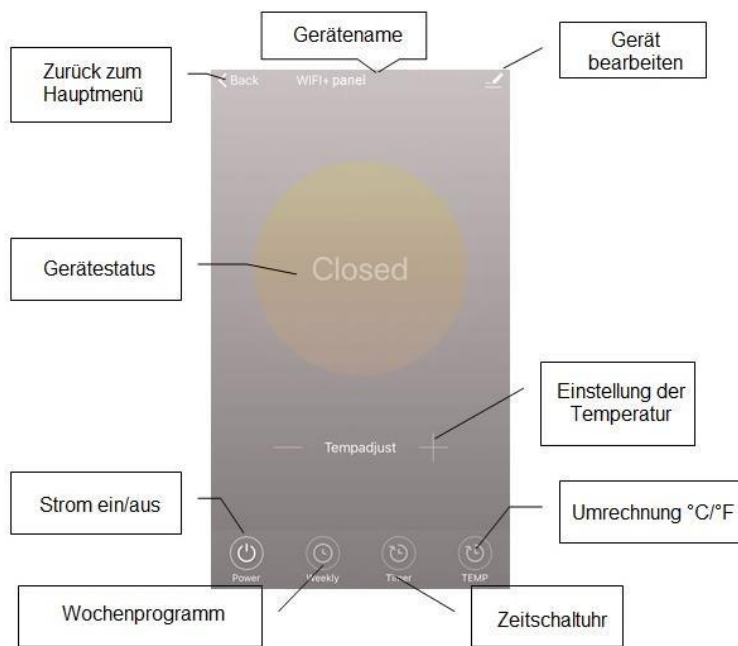 Gerätename
Gerät
bearbeiten
Zurück zum
Hauptmenü
Back
WIFI+ panel
Gerätestatus
Closed
Einstellung der
Temperatur
Tempadjust
Strom ein/aus
Umrechnung °C/°F
Power
Weekly
Timer
TEMP
Wochenprogramm
Zeitschaltuhr